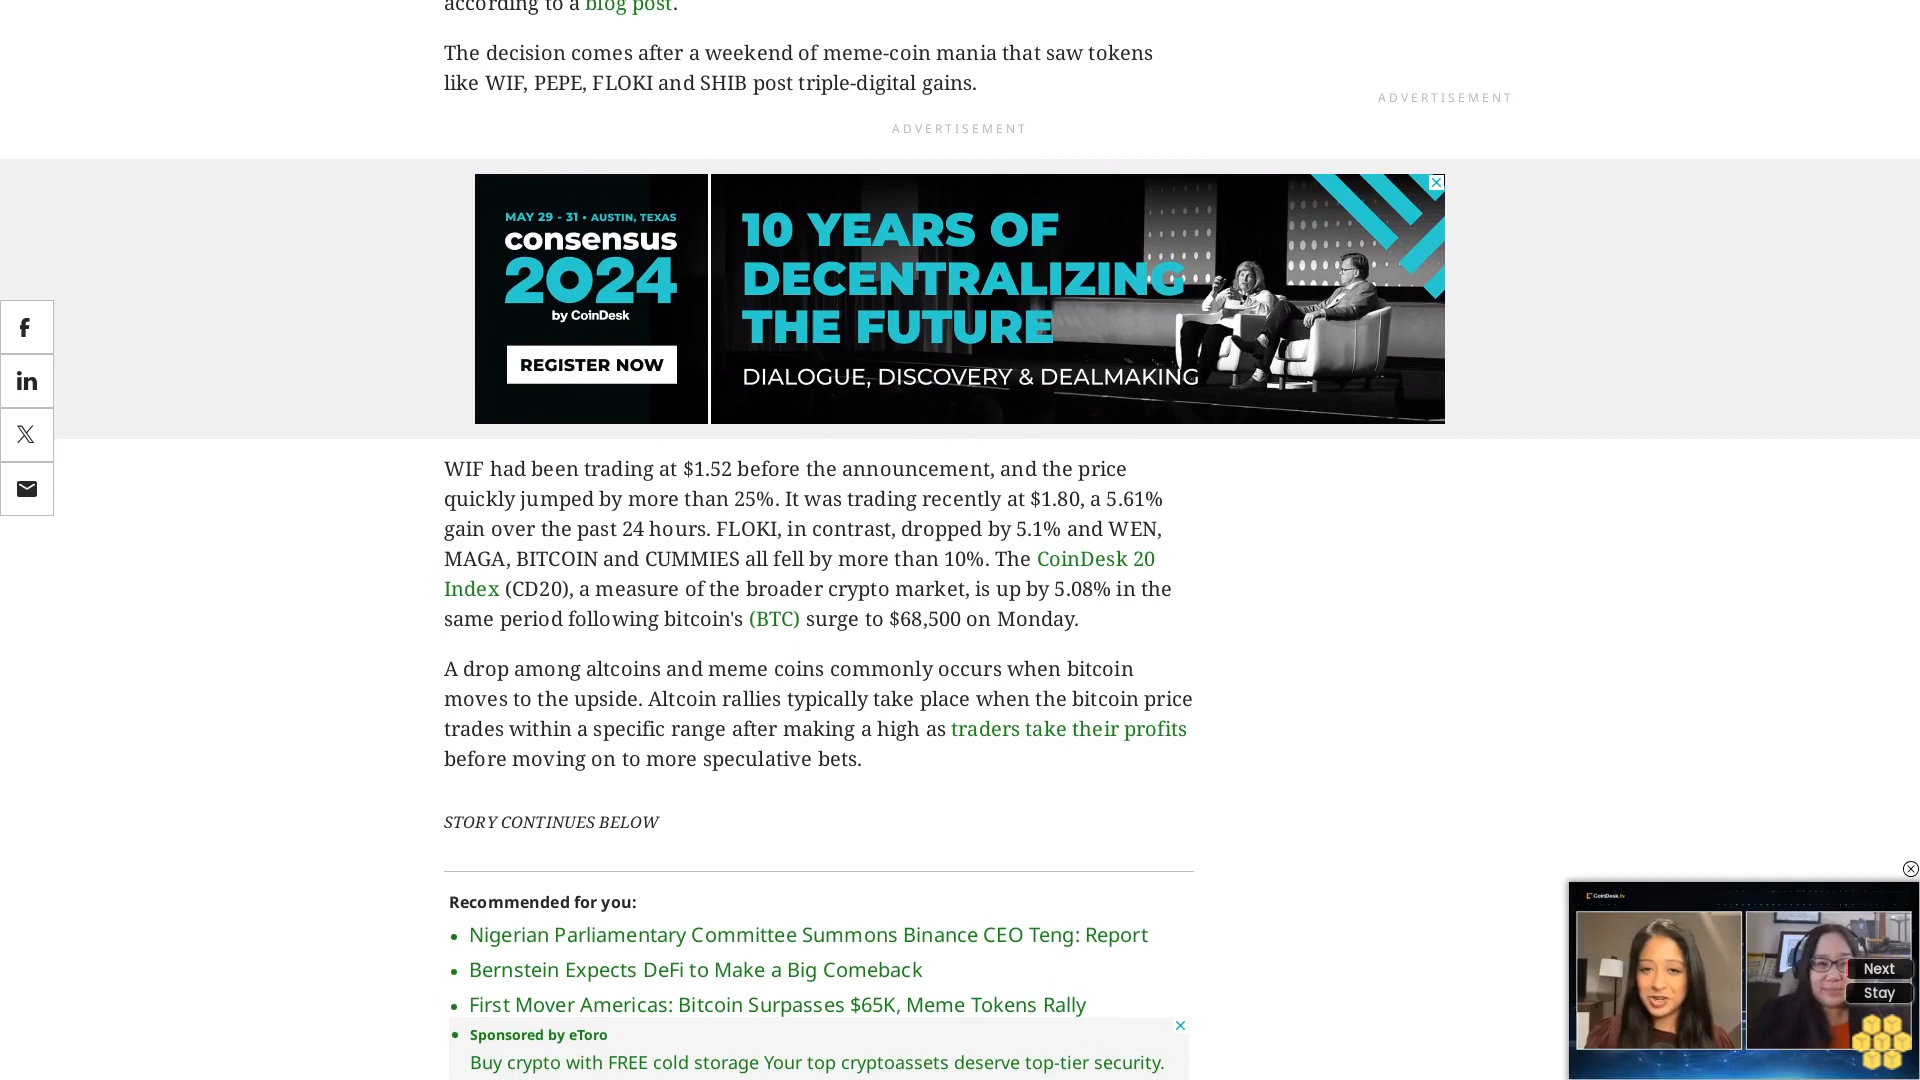 according to a blog post.
The decision comes after a weekend of meme-coin mania that saw tokens
like WIF, PEPE, FLOKI and SHIB post triple-digital gains.
ADVERTISEMENT
ADVERTISEMENT
MAY 29 - 31 • AUSTIN, TEXAS
consensus
2024
by CoinDesk
REGISTER NOW
10 YEARS OF
DECENTRALIZING
THE FUTURE
DIALOGUE, DISCOVERY & DEALMAKING
WIF had been trading at $1.52 before the announcement, and the price
quickly jumped by more than 25%. It was trading recently at $1.80, a 5.61%
gain over the past 24 hours. FLOKI, in contrast, dropped by 5.1% and WEN,
MAGA, BITCOIN and CUMMIES all fell by more than 10%. The CoinDesk 20
Index (CD20), a measure of the broader crypto market, is up by 5.08% in the
same period following bitcoin's (BTC) surge to $68,500 on Monday.
A drop among altcoins and meme coins commonly occurs when bitcoin
moves to the upside. Altcoin rallies typically take place when the bitcoin price
trades within a specific range after making a high as traders take their profits
before moving on to more speculative bets.
STORY CONTINUES BELOW
Recommended for you:
• Nigerian Parliamentary Committee Summons Binance CEO Teng: Report
• Bernstein Expects DeFi to Make a Big Comeback
• First Mover Americas: Bitcoin Surpasses $65K, Meme Tokens Rally
• Sponsored by eToro
Buy crypto with FREE cold storage Your top cryptoassets deserve top-tier security.
CoinDesk tv
Next
Stay